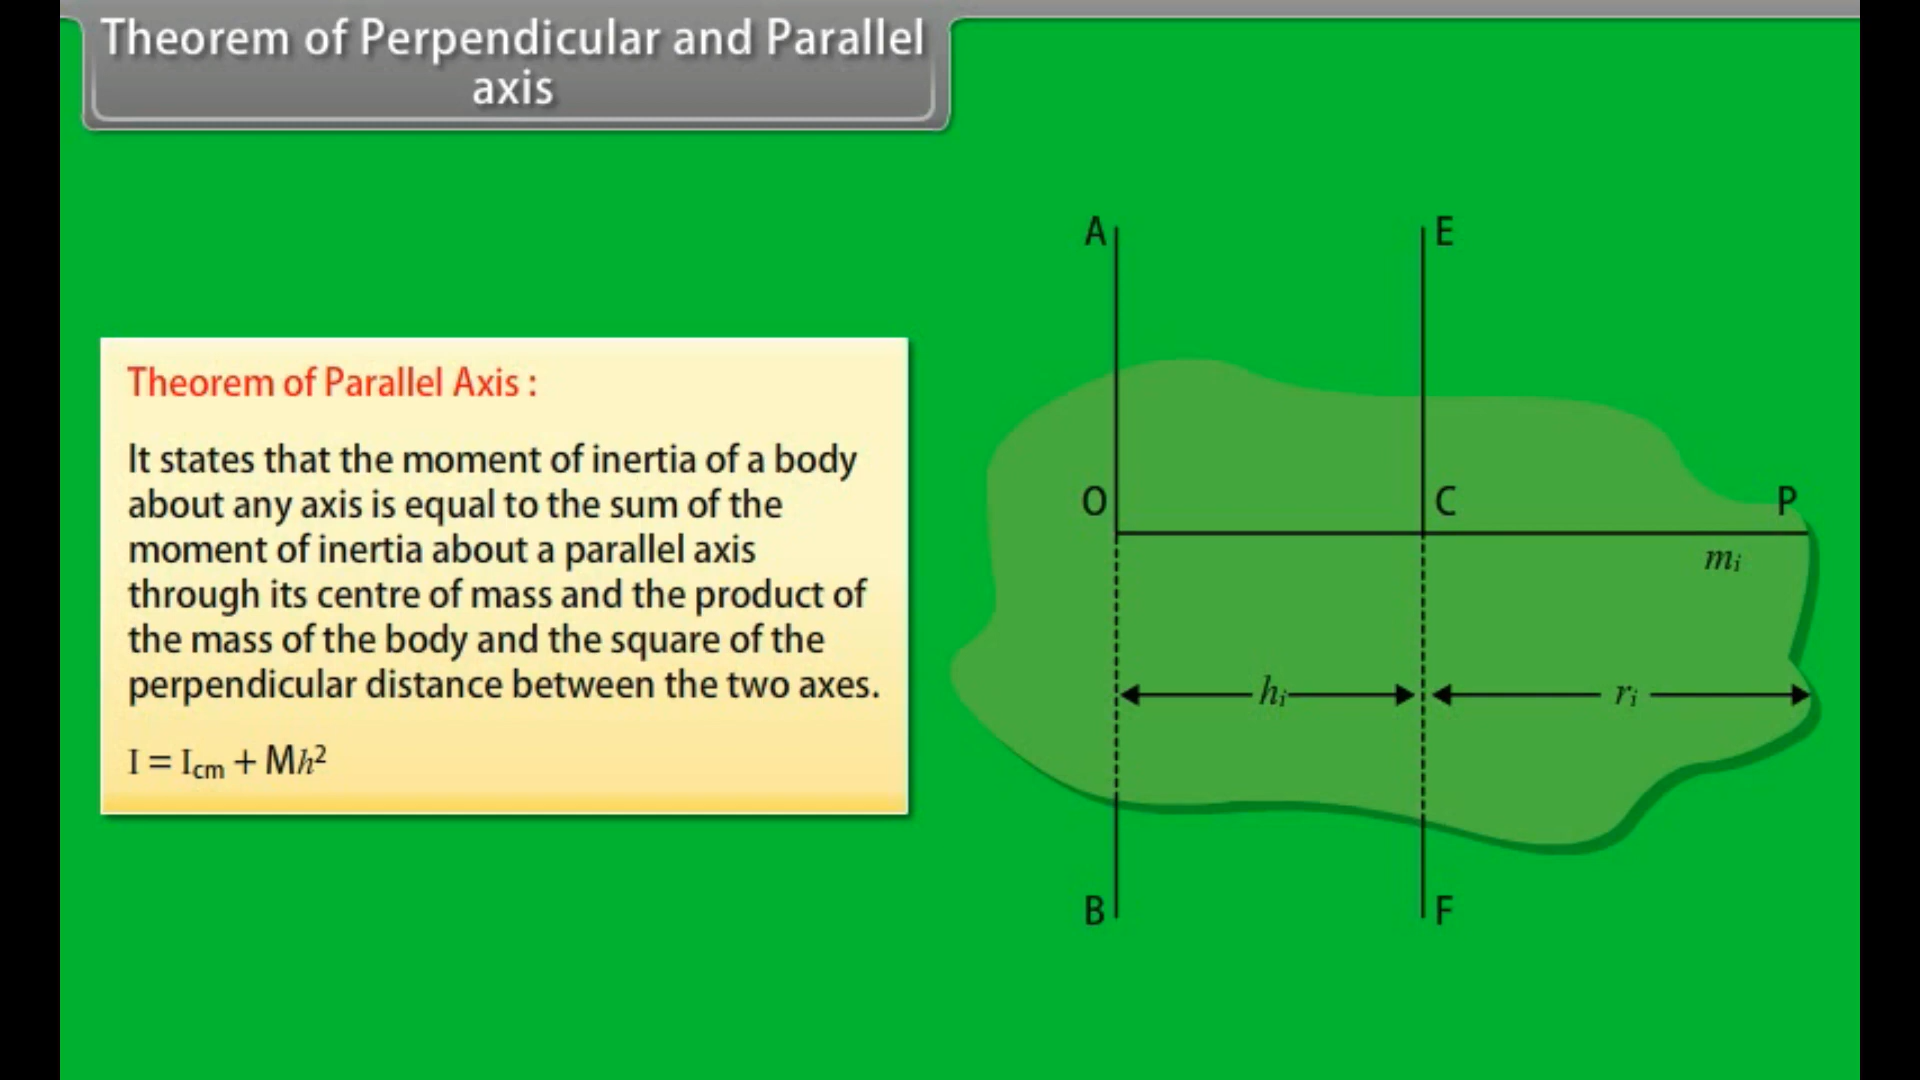 Theorem of Perpendicular and Parallel
axis
Theorem of Parallel Axis :
It states that the moment of inertia of a body
about any axis is equal to the sum of the
moment of inertia about a parallel axis
through its centre of mass and the product of
the mass of the body and the square of the
perpendicular distance between the two axes.
I = Icm + Mh²
A E
O C P
mi
hi ri
B F